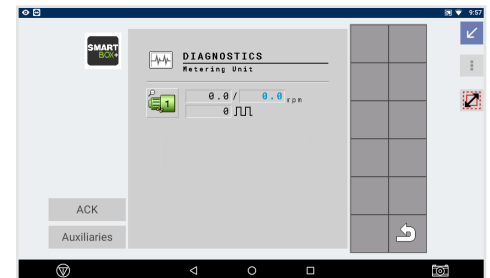 9:57
SMART
BOX+
DIAGNOSTICS
Metering Unit
1
0.0/ 0.0 rpm
0
ACK
Auxiliaries